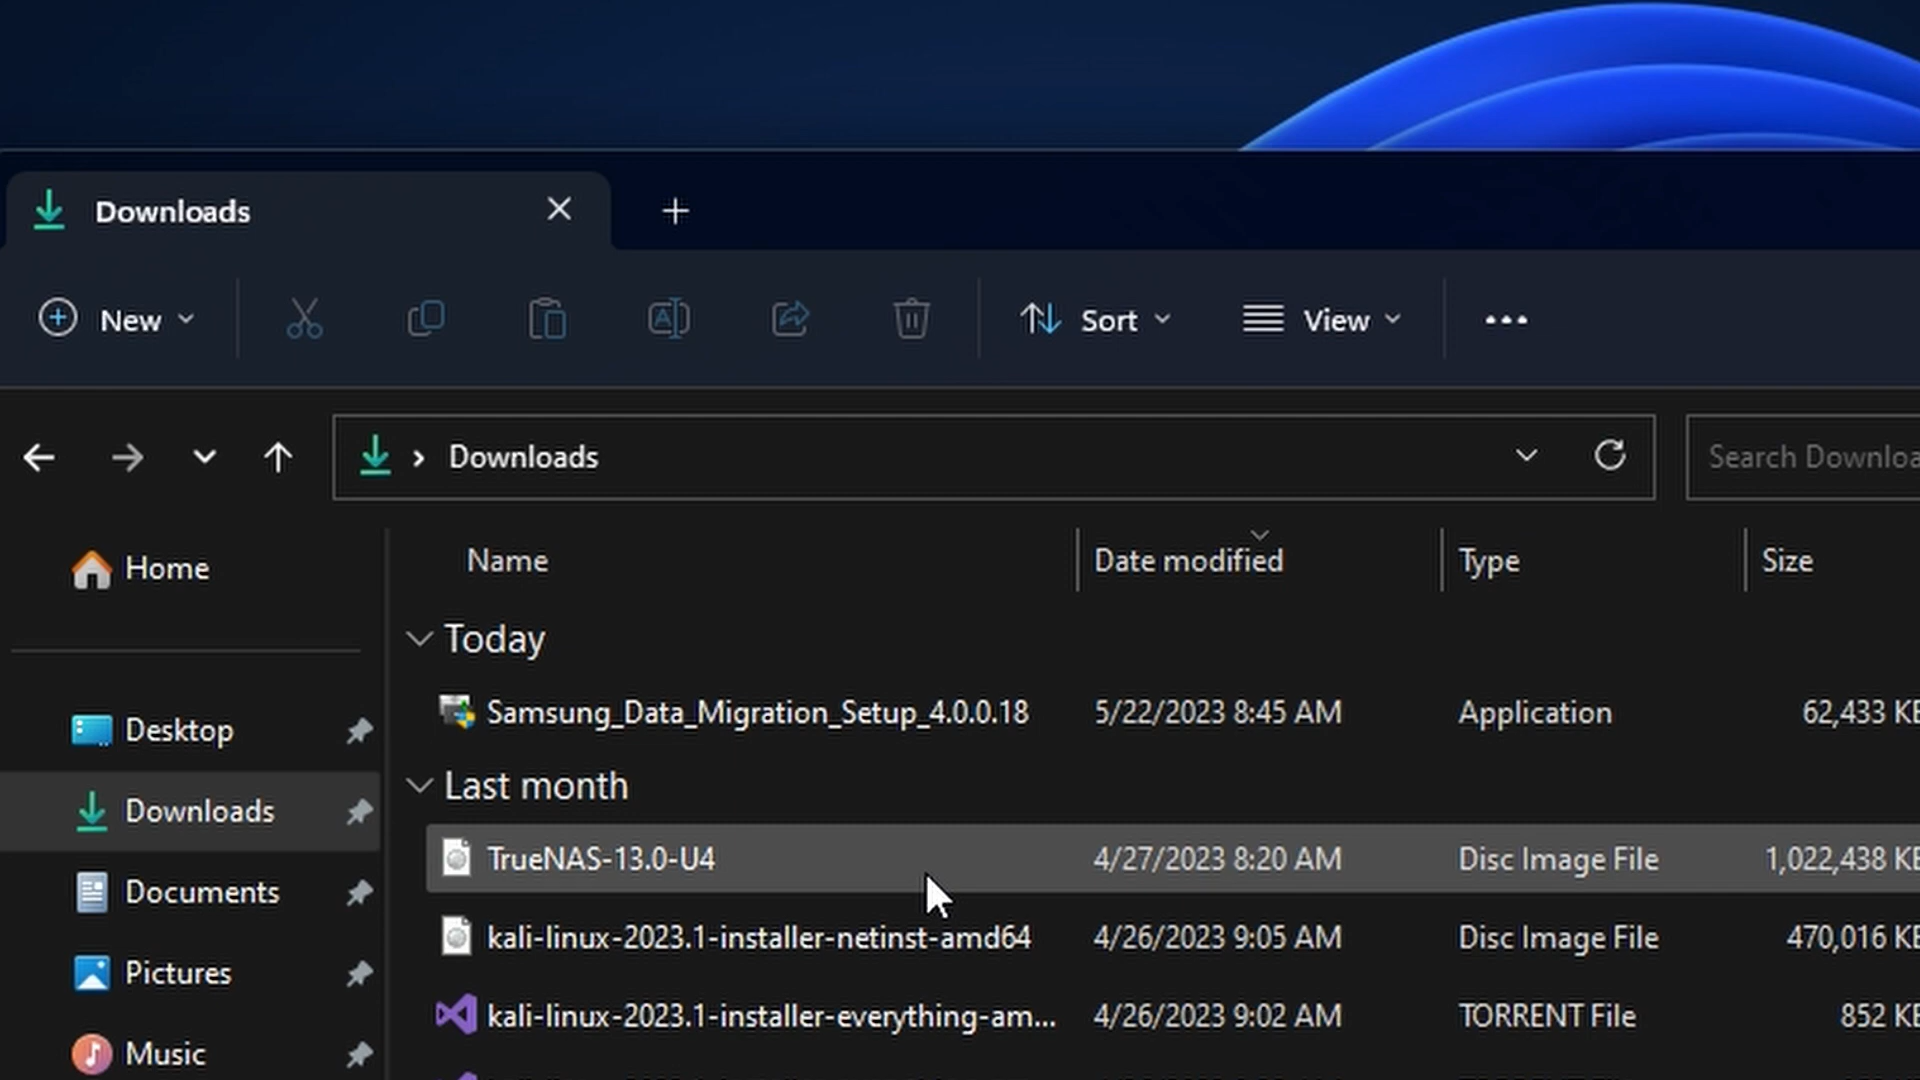 Downloads
New Sort View
Downloads Search Downloa
Home Name Date modified Type Size
Today
Desktop Samsung_Data_Migration_Setup_4.0.0.18 5/22/2023 8:45 AM Application 62,433 KB
Last month
Downloads
TrueNAS-13.0-U4 4/27/2023 8:20 AM Disc Image File 1,022,438 KB
Documents
kali-linux-2023.1-installer-netinst-amd64 4/26/2023 9:05 AM Disc Image File 470,016 KB
Pictures
kali-linux-2023.1-installer-everything-am... 4/26/2023 9:02 AM TORRENT File 852 KB
Music